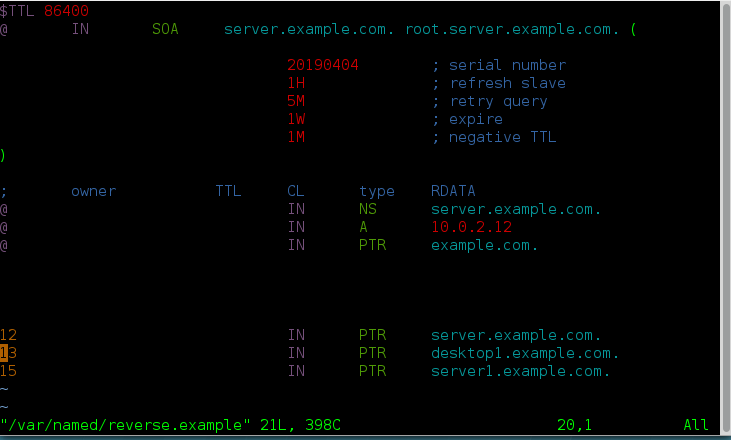 $TTL 86400
@ IN SOA server.example.com. root.server.example.com. (
20190404 ; serial number
1H ; refresh slave
5M ; retry query
1W ; expire
1M ; negative TTL
)
; owner TTL CL type RDATA
@ IN NS server.example.com.
@ IN A 10.0.2.12
@ IN PTR example.com.
12 IN PTR server.example.com.
13 IN PTR desktop1.example.com.
15 IN PTR server1.example.com.
~
~
"/var/named/reverse.example" 21L, 398C 20,1 All